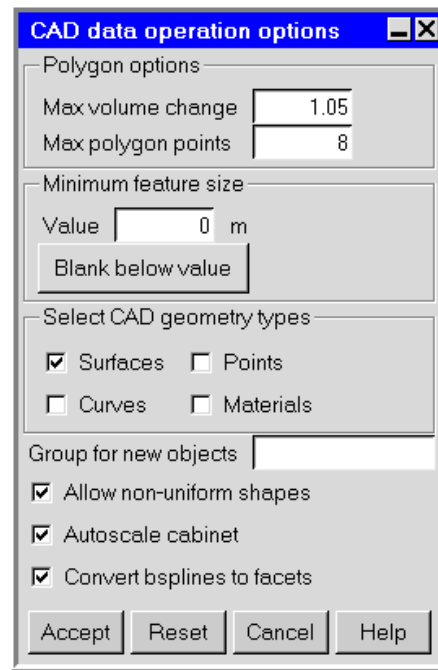 CAD data operation options
Polygon options
Max volume change 1.05
Max polygon points 8
Minimum feature size
Value 0 m
Blank below value
Select CAD geometry types
Surfaces Points
Curves Materials
Group for new objects
Allow non-uniform shapes
Autoscale cabinet
Convert bsplines to facets
Accept Reset Cancel Help